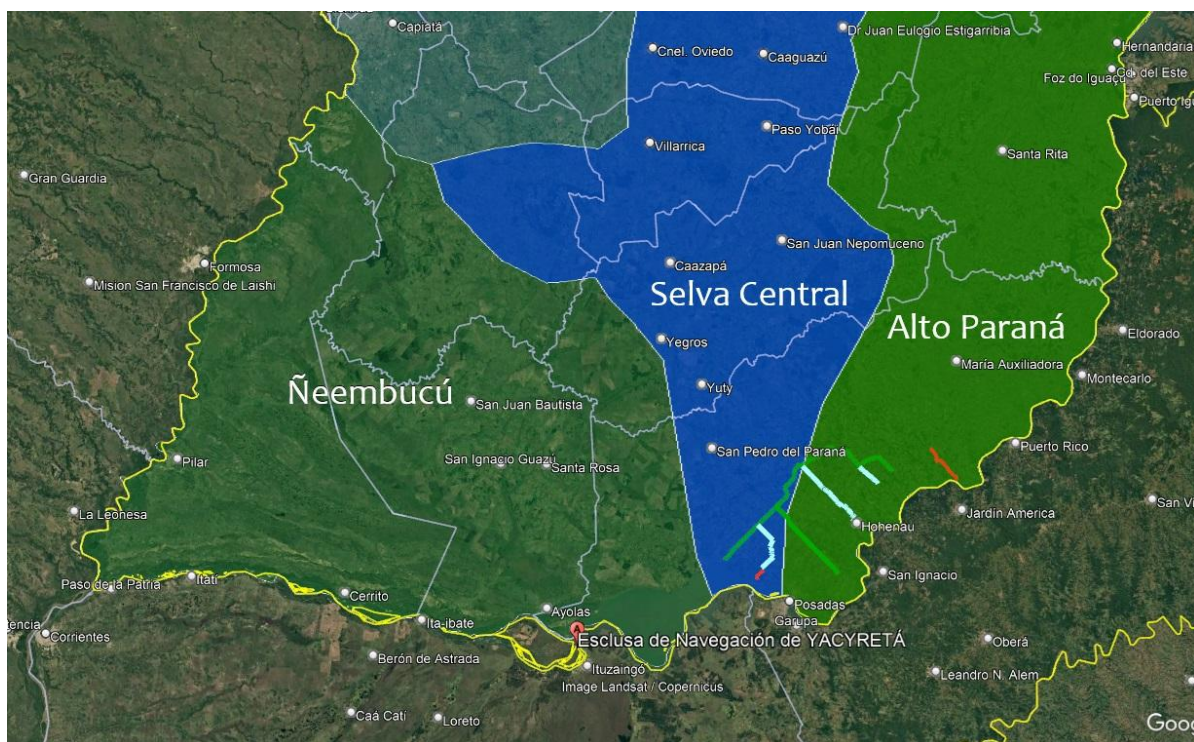 Capiatá
Dr Juan Eulogio Estigarribia
Cnel. Oviedo
Caaguazú
Hernandaria
Foz do Iguaçu
Cd. del Este
Puerto Igu
Paso Yobái
Villarrica
Santa Rita
Gran Guardia
San Juan Nepomuceno
Formosa
Caazapá
Mision San Francisco de Laishi
Selva Central
Alto Paraná
Eldorado
Yegros
María Auxiliadora
Montecarlo
Ñeembucú
Yuty
San Juan Bautista
Puerto Rico
San Pedro del Paraná
Pilar
San Ignacio Guazú
Santa Rosa
San Vi
La Leonesa
Jardín America
Hohenau
San Ignacio
Paso de la Patria
Itatí
Cerrito
Ayolas
Posadas
Garupa
Ita-ibate
Corrientes
A
Esclusa de Navegación de YACYRETÁ
Oberá
Berón de Astrada
Ituzaingó
Leandro N. Alem
Image Landsat / Copernicus
Caá Catí
Loreto
Goog